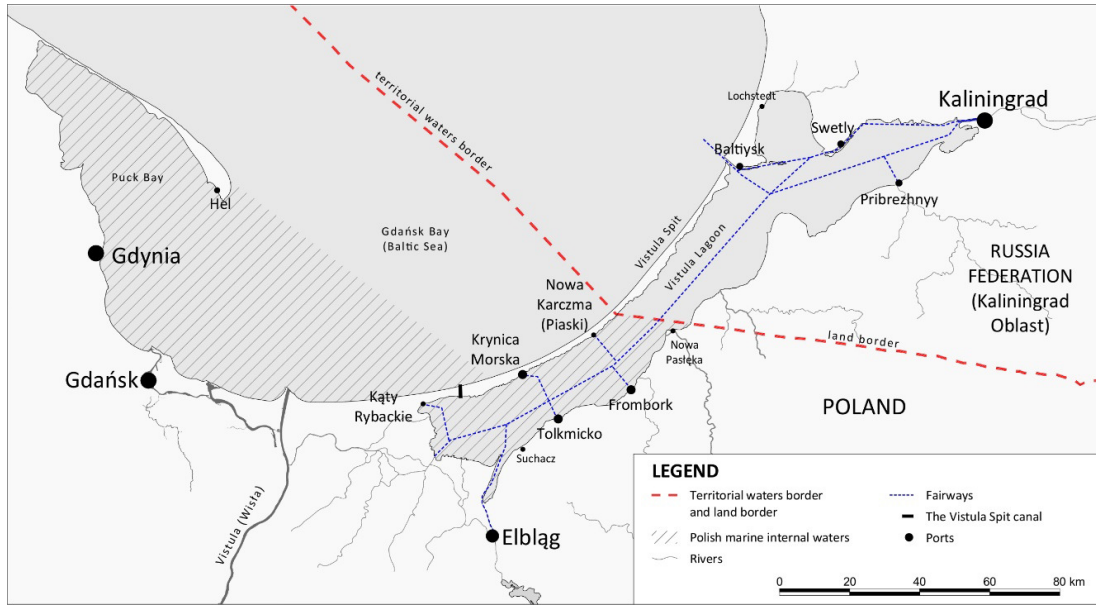 territorial waters border
Lochstedt
Kaliningrad
Swetly
Baltiysk
Puck Bay
Hel
Pribrezhnyy
Gdańsk Bay
(Baltic Sea)
Vistula Spit
Vistula Lagoon
Gdynia
RUSSIA
FEDERATION
(Kaliningrad
Oblast)
Nowa
Karczma
(Piaski)
Krynica
Morska
land border
Nowa
Pasłęka
Gdańsk
Kąty
Rybackie
Frombork
POLAND
Tolkmicko
Suchacz
Vistula (Wisła)
Elbląg
LEGEND
Territorial waters border
and land border
Polish marine internal waters
Rivers
Fairways
The Vistula Spit canal
Ports
0 20 40 60 80 km